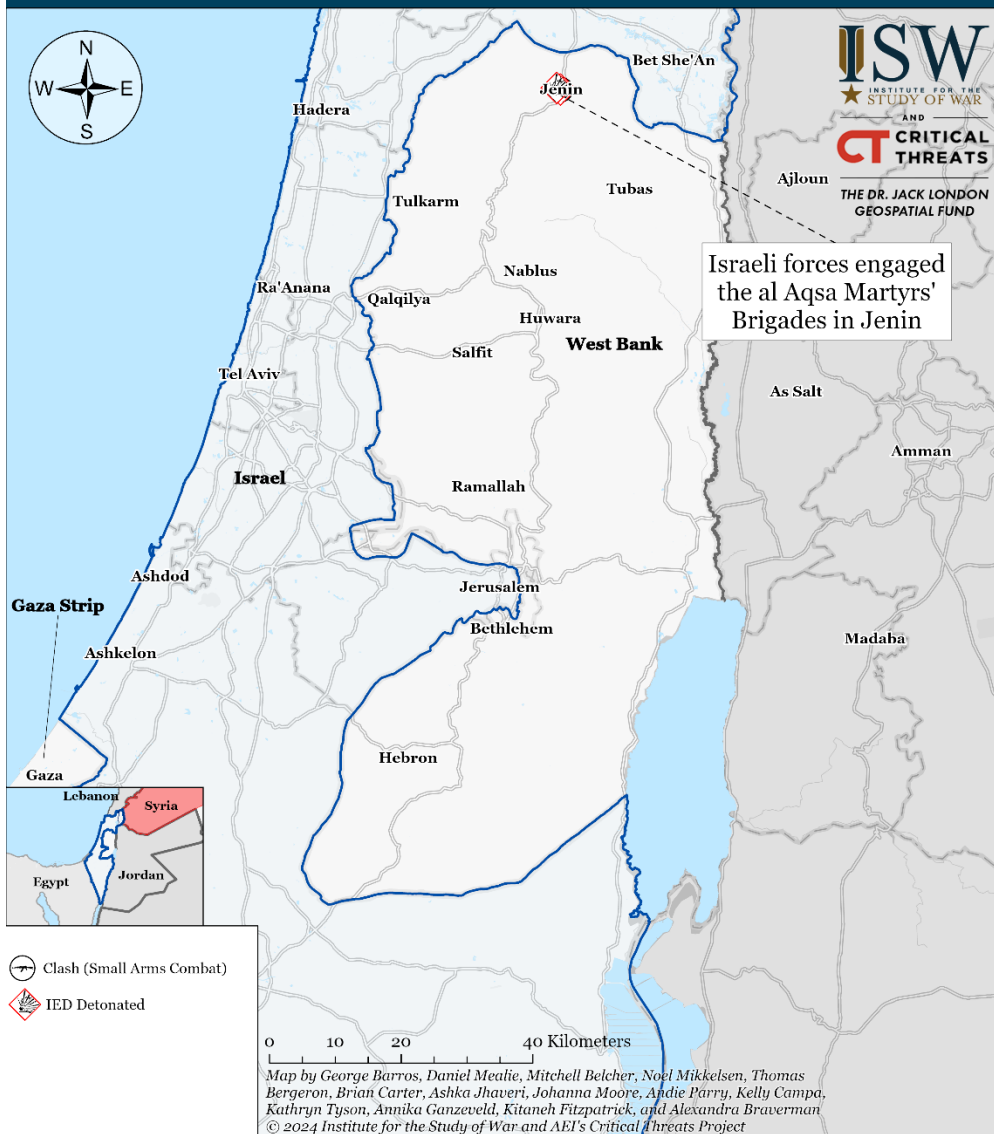 N
W
E
S
ISW
INSTITUTE FOR THE
STUDY OF WAR
AND
CT CRITICAL
THREATS
THE DR. JACK LONDON
GEOSPATIAL FUND
Bet She'An
Jenin
Hadera
Ajloun
Tubas
Tulkarm
Israeli forces engaged
the al Aqsa Martyrs'
Brigades in Jenin
Nablus
Ra'Anana
Qalqilya
Huwara
West Bank
Salfit
Tel Aviv
As Salt
Amman
Israel
Ramallah
Ashdod
Jerusalem
Gaza Strip
Bethlehem
Madaba
Ashkelon
Hebron
Gaza
Lebanon
Syria
Egypt
Jordan
Clash (Small Arms Combat)
IED Detonated
0 10 20 40 Kilometers
Map by George Barros, Daniel Mealie, Mitchell Belcher, Noel Mikkelsen, Thomas
Bergeron, Brian Carter, Ashka Jhaveri, Johanna Moore, Andie Parry, Kelly Campa,
Kathryn Tyson, Annika Ganzeveld, Kitaneh Fitzpatrick, and Alexandra Braverman
© 2024 Institute for the Study of War and AEI's Critical Threats Project